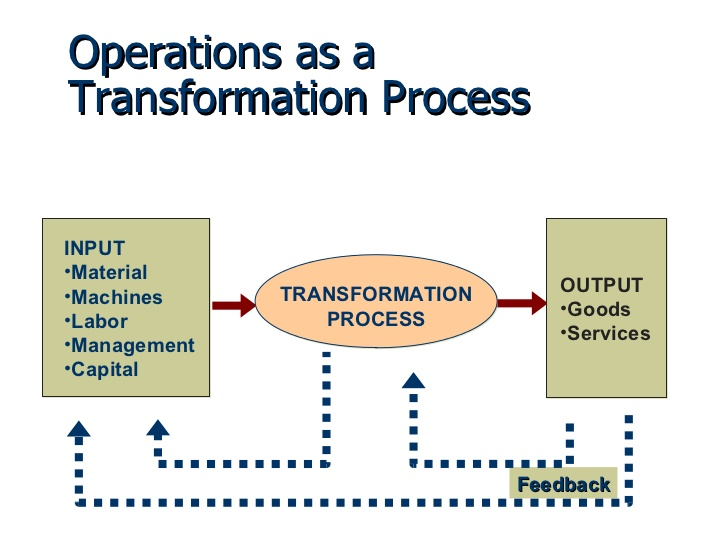 Operations as a
Transformation Process
INPUT
•Material
•Machines
•Labor
•Management
•Capital
TRANSFORMATION
PROCESS
OUTPUT
•Goods
•Services
Feedback